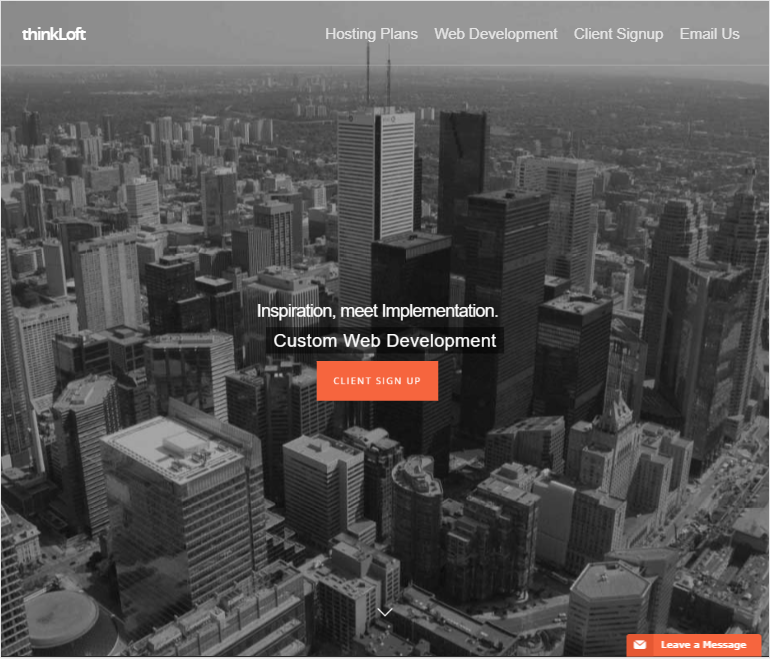 thinkLoft
Hosting Plans Web Development Client Signup Email Us
Inspiration, meet Implementation.
Custom Web Development
CLIENT SIGN UP
Leave a Message